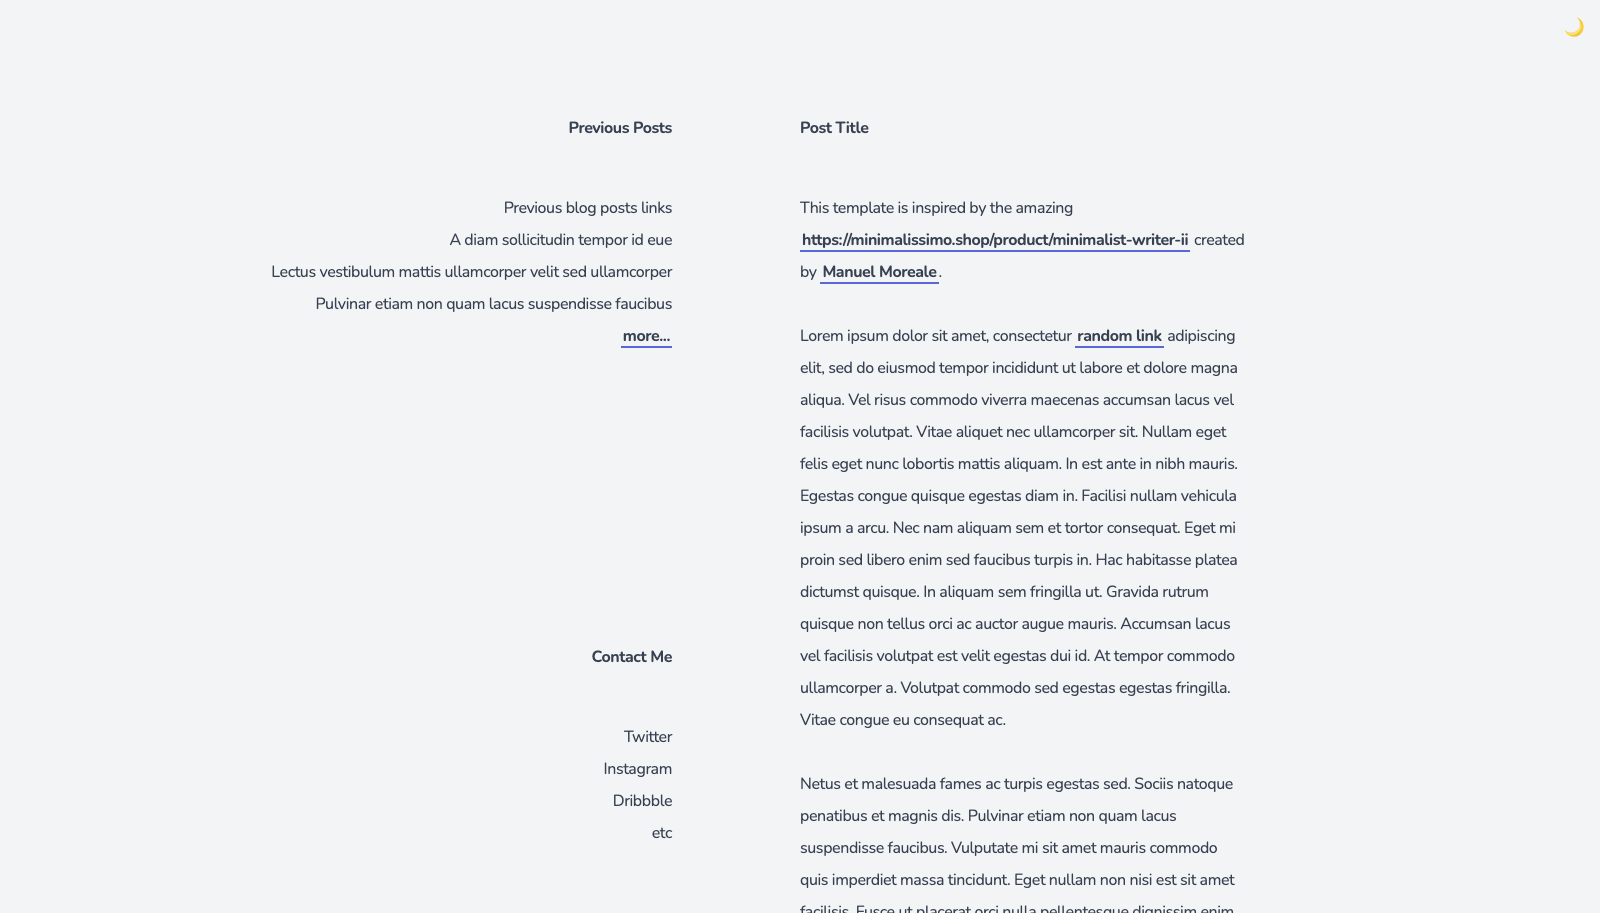 Previous Posts
Previous blog posts links
A diam sollicitudin tempor id eue
Lectus vestibulum mattis ullamcorper velit sed ullamcorper
Pulvinar etiam non quam lacus suspendisse faucibus
more...
Contact Me
Twitter
Instagram
Dribbble
etc
Post Title
This template is inspired by the amazing
https://minimalissimo.shop/product/minimalist-writer-ii created
by Manuel Moreale.
Lorem ipsum dolor sit amet, consectetur random link adipiscing
elit, sed do eiusmod tempor incididunt ut labore et dolore magna
aliqua. Vel risus commodo viverra maecenas accumsan lacus vel
facilisis volutpat. Vitae aliquet nec ullamcorper sit. Nullam eget
felis eget nunc lobortis mattis aliquam. In est ante in nibh mauris.
Egestas congue quisque egestas diam in. Facilisi nullam vehicula
ipsum a arcu. Nec nam aliquam sem et tortor consequat. Eget mi
proin sed libero enim sed faucibus turpis in. Hac habitasse platea
dictumst quisque. In aliquam sem fringilla ut. Gravida rutrum
quisque non tellus orci ac auctor augue mauris. Accumsan lacus
vel facilisis volutpat est velit egestas dui id. At tempor commodo
ullamcorper a. Volutpat commodo sed egestas egestas fringilla.
Vitae congue eu consequat ac.
Netus et malesuada fames ac turpis egestas sed. Sociis natoque
penatibus et magnis dis. Pulvinar etiam non quam lacus
suspendisse faucibus. Vulputate mi sit amet mauris commodo
quis imperdiet massa tincidunt. Eget nullam non nisi est sit amet
facilisis. Fusce ut placerat orci nulla pellentesque dignissim enim